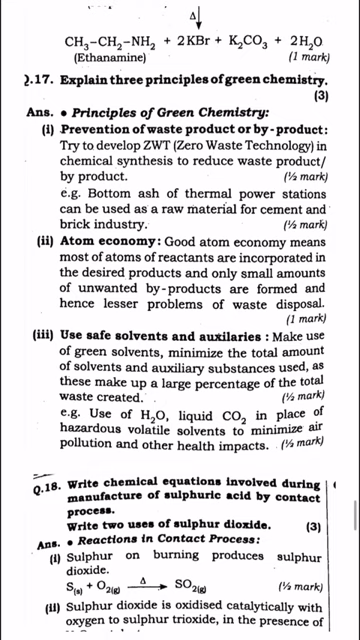 Δ
CH₃–CH₂–NH₂ + 2KBr + K₂CO₃ + 2H₂O
(Ethanamine) (1 mark)
Q.17. Explain three principles of green chemistry.
(3)
Ans. • Principles of Green Chemistry:
(i) Prevention of waste product or by-product:
Try to develop ZWT (Zero Waste Technology) in
chemical synthesis to reduce waste product/
by product. (½ mark)
e.g. Bottom ash of thermal power stations
can be used as a raw material for cement and
brick industry. (½ mark)
(ii) Atom economy: Good atom economy means
most of atoms of reactants are incorporated in
the desired products and only small amounts
of unwanted by-products are formed and
hence lesser problems of waste disposal.
(1 mark)
(iii) Use safe solvents and auxilaries : Make use
of green solvents, minimize the total amount
of solvents and auxiliary substances used, as
these make up a large percentage of the total
waste created. (½ mark)
e.g. Use of H₂O, liquid CO₂ in place of
hazardous volatile solvents to minimize air
pollution and other health impacts. (½ mark)
Q.18. Write chemical equations involved during
manufacture of sulphuric acid by contact
process.
Write two uses of sulphur dioxide. (3)
Ans. • Reactions in Contact Process:
(i) Sulphur on burning produces sulphur
dioxide.
S₍s₎ + O₂₍g₎ —Δ→ SO₂₍g₎ (½ mark)
(ii) Sulphur dioxide is oxidised catalytically with
oxygen to sulphur trioxide, in the presence of